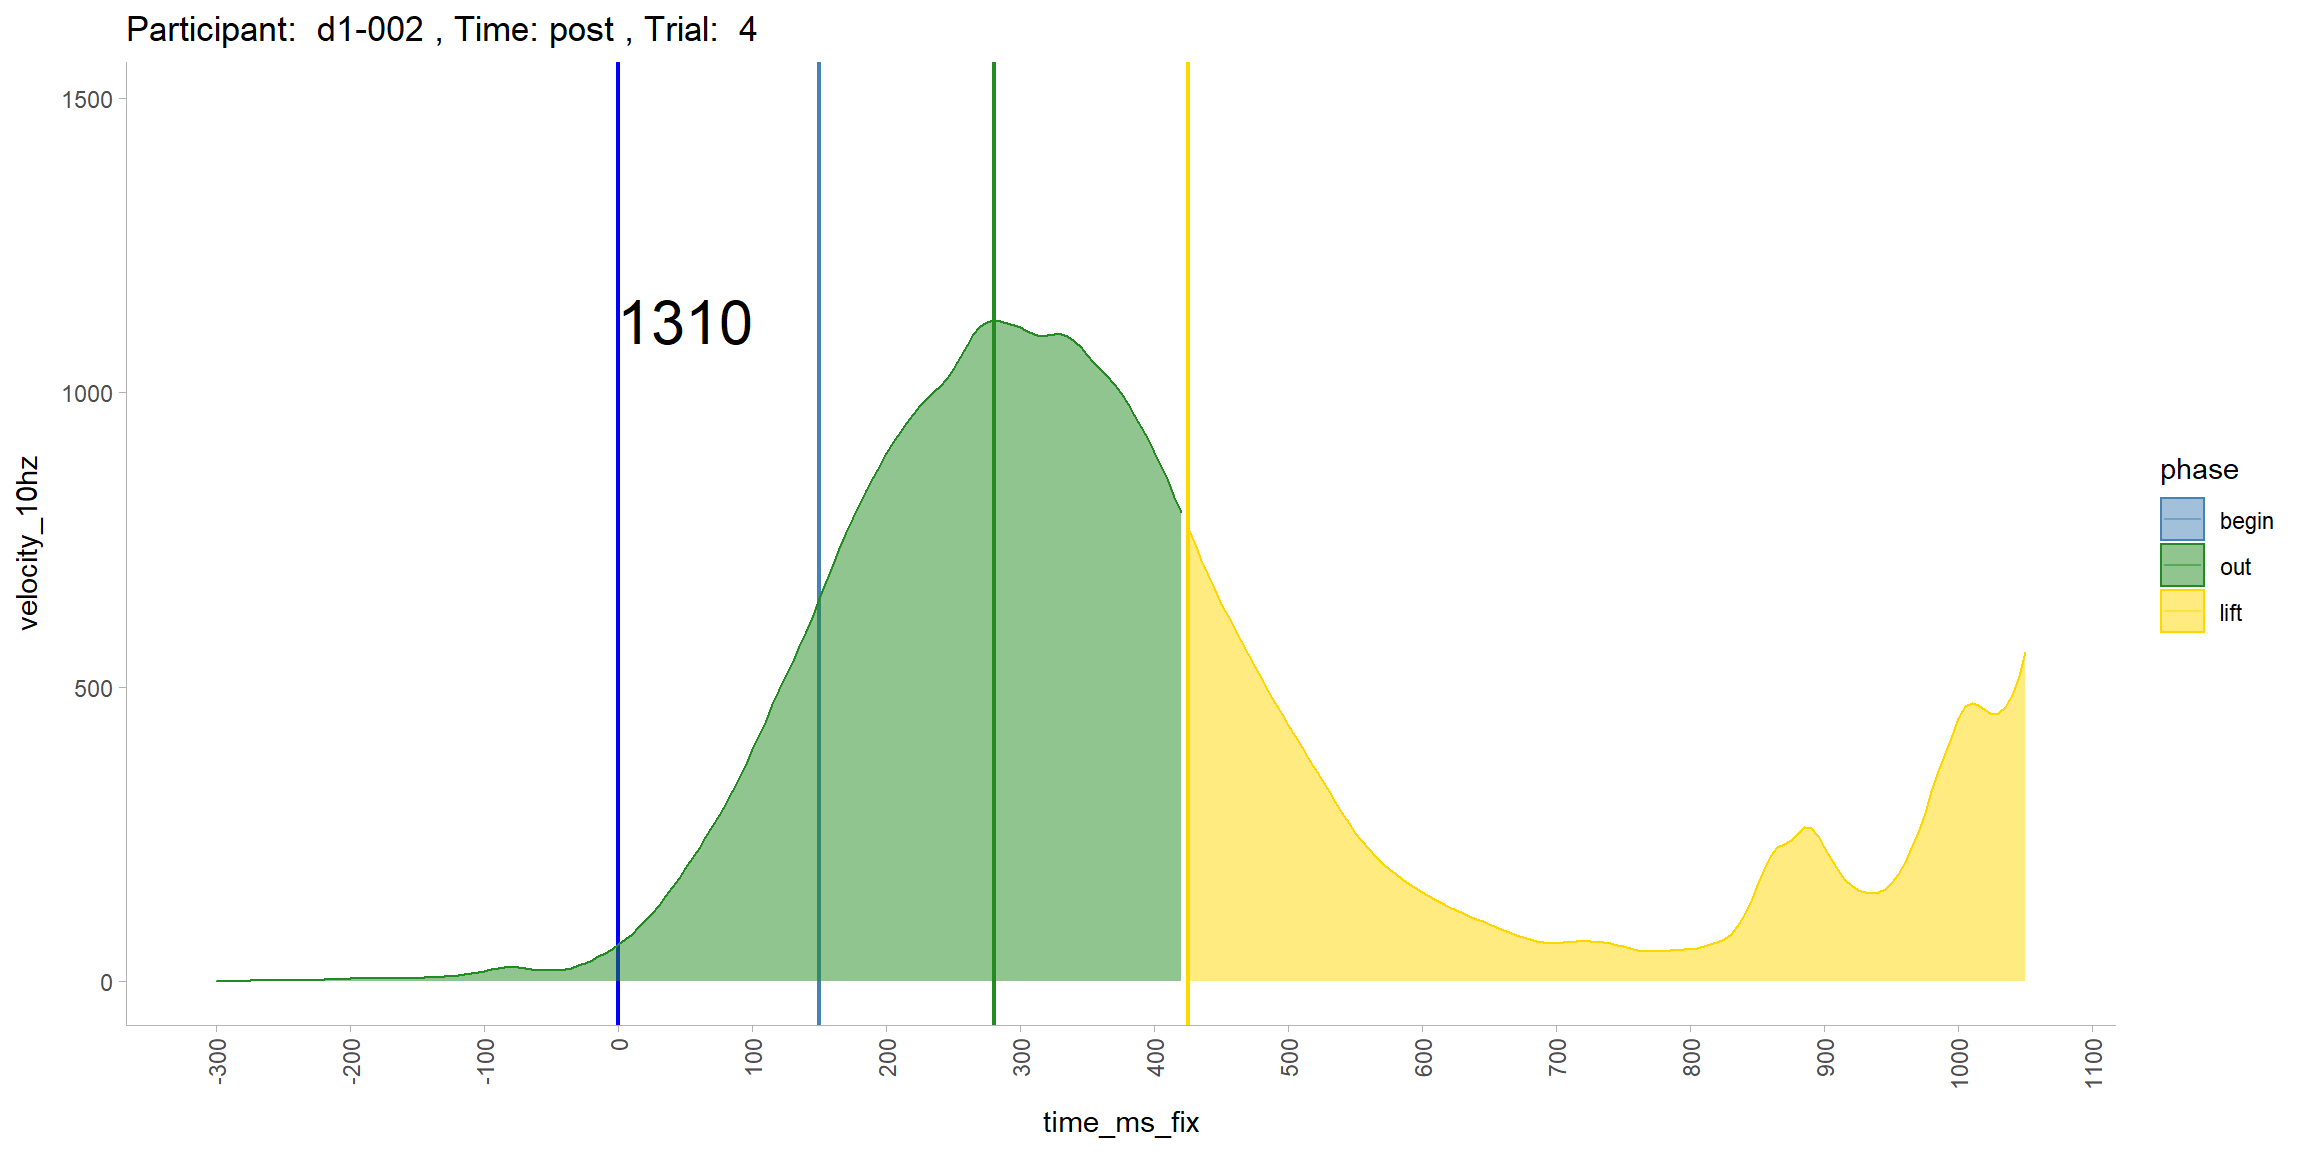 Participant:  d1-002 , Time: post , Trial:  4
1500
1000
500
0
velocity_10hz
1310
-300
-200
-100
0
100
200
300
400
500
600
700
800
900
1000
1100
time_ms_fix
phase
begin
out
lift